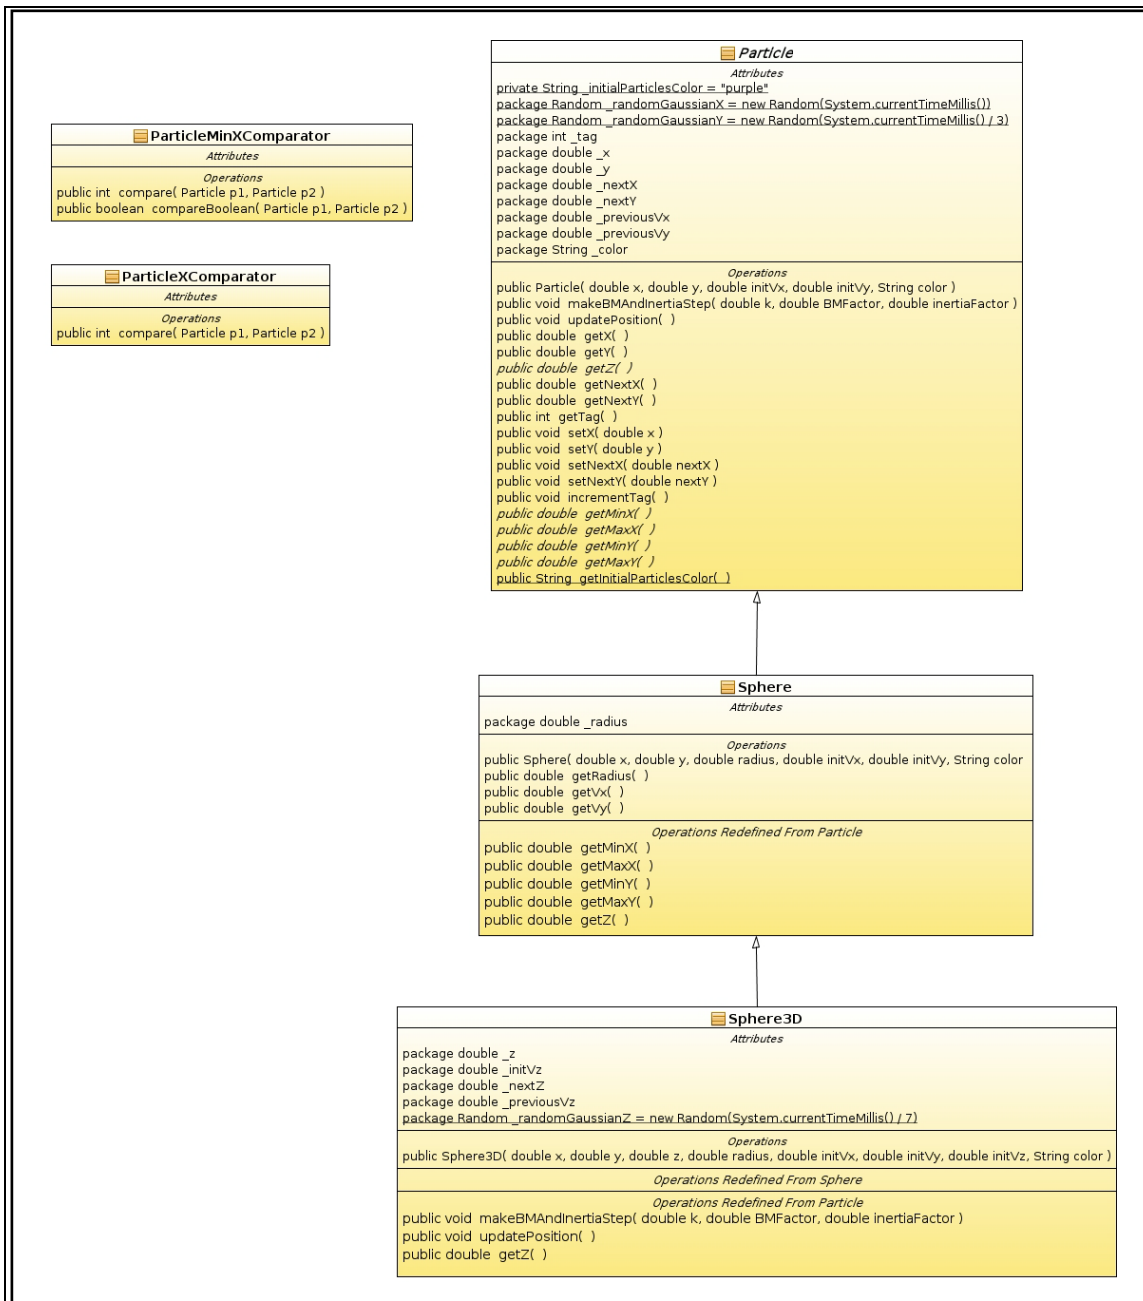 Particle
Attributes
private String _initialParticlesColor = "purple"
package Random _randomGaussianX = new Random(System.currentTimeMillis())
package Random _randomGaussianY = new Random(System.currentTimeMillis() / 3)
package int _tag
package double _x
package double _y
package double _nextX
package double _nextY
package double _previousVx
package double _previousVy
package String _color
Operations
public Particle( double x, double y, double initVx, double initVy, String color )
public void makeBMAndInertiaStep( double k, double BMFactor, double inertiaFactor )
public void updatePosition( )
public double getX( )
public double getY( )
public double getZ( )
public double getNextX( )
public double getNextY( )
public int getTag( )
public void setX( double x )
public void setY( double y )
public void setNextX( double nextX )
public void setNextY( double nextY )
public void incrementTag( )
public double getMinX( )
public double getMaxX( )
public double getMinY( )
public double getMaxY( )
public String getInitialParticlesColor( )
ParticleMinXComparator
Attributes
Operations
public int compare( Particle p1, Particle p2 )
public boolean compareBoolean( Particle p1, Particle p2 )
ParticleXComparator
Attributes
Operations
public int compare( Particle p1, Particle p2 )
Sphere
Attributes
package double _radius
Operations
public Sphere( double x, double y, double radius, double initVx, double initVy, String color
public double getRadius( )
public double getVx( )
public double getVy( )
Operations Redefined From Particle
public double getMinX( )
public double getMaxX( )
public double getMinY( )
public double getMaxY( )
public double getZ( )
Sphere3D
Attributes
package double _z
package double _initVz
package double _nextZ
package double _previousVz
package Random _randomGaussianZ = new Random(System.currentTimeMillis() / 7)
Operations
public Sphere3D( double x, double y, double z, double radius, double initVx, double initVy, double initVz, String color )
Operations Redefined From Sphere
Operations Redefined From Particle
public void makeBMAndInertiaStep( double k, double BMFactor, double inertiaFactor )
public void updatePosition( )
public double getZ( )